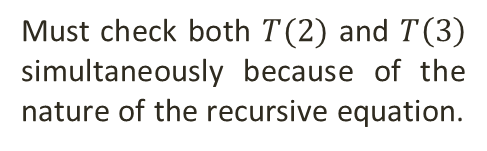 Must check both T(2) and T(3)
simultaneously because of the
nature of the recursive equation.